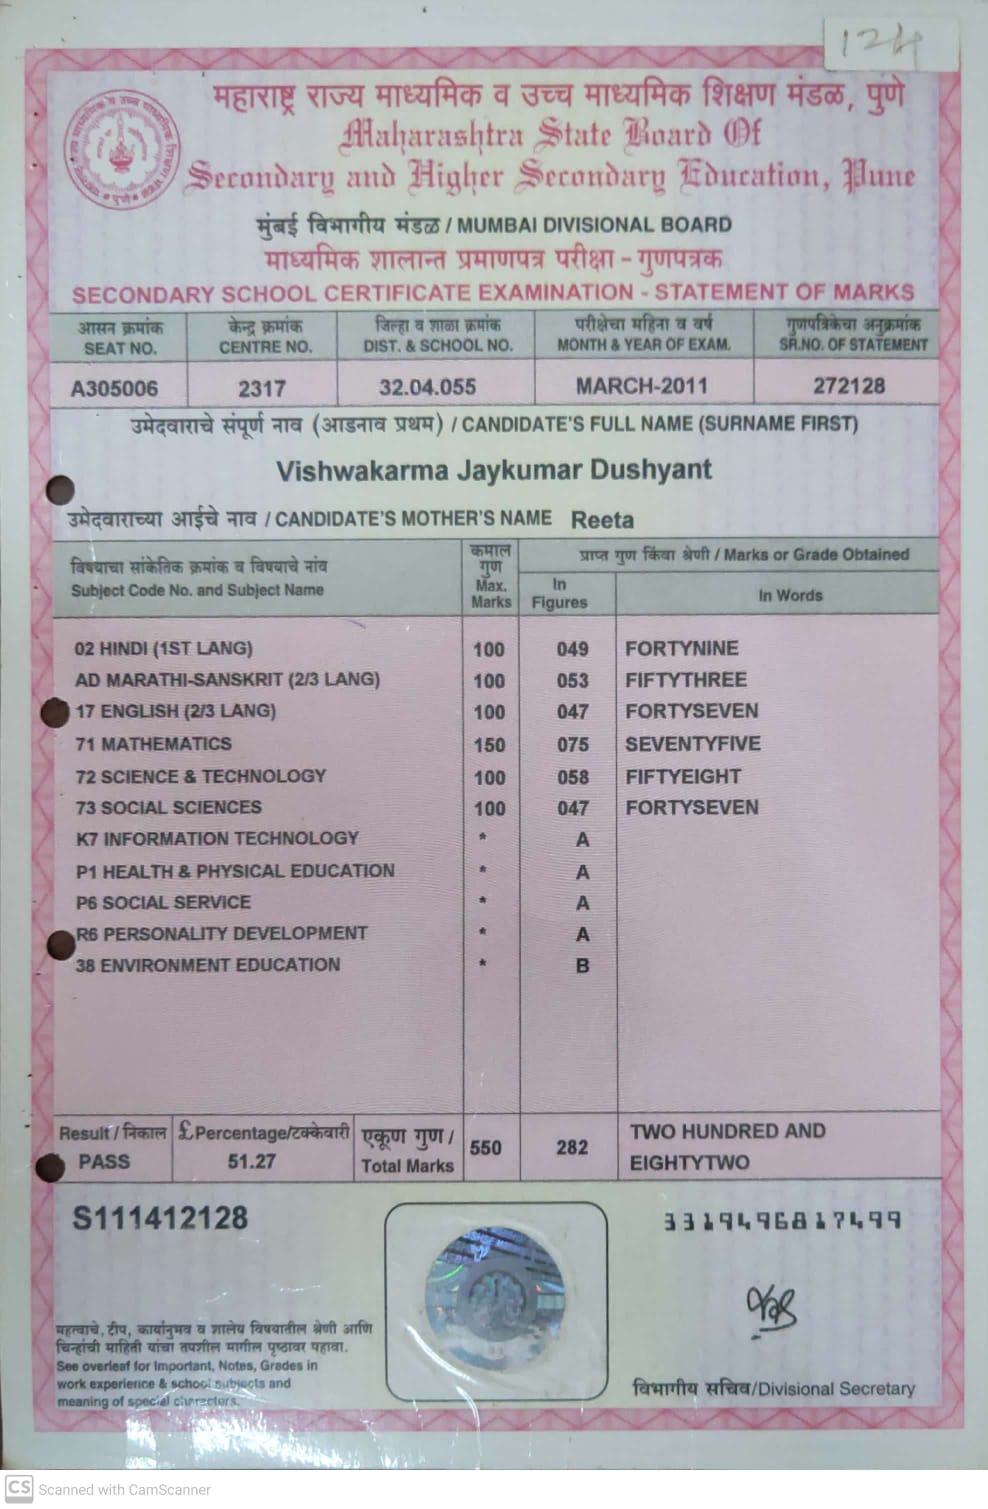 124
महाराष्ट्र राज्य माध्यमिक व उच्च माध्यमिक शिक्षण मंडळ, पुणे
Maharashtra State Board Of
Secondary and Higher Secondary Education, Pune
मुंबई विभागीय मंडळ / MUMBAI DIVISIONAL BOARD
माध्यमिक शालान्त प्रमाणपत्र परीक्षा – गुणपत्रक
SECONDARY SCHOOL CERTIFICATE EXAMINATION - STATEMENT OF MARKS
आसन क्रमांक केन्द्र क्रमांक जिल्हा व शाळा क्रमांक परीक्षेचा महिना व वर्ष गुणपत्रिकेचा अनुक्रमांक
SEAT NO. CENTRE NO. DIST. & SCHOOL NO. MONTH & YEAR OF EXAM. SR.NO. OF STATEMENT
A305006 2317 32.04.055 MARCH-2011 272128
उमेदवाराचे संपूर्ण नाव (आडनाव प्रथम) / CANDIDATE'S FULL NAME (SURNAME FIRST)
Vishwakarma Jaykumar Dushyant
उमेदवाराच्या आईचे नाव / CANDIDATE'S MOTHER'S NAME Reeta
विषयाचा सांकेतिक क्रमांक व विषयाचे नांव
Subject Code No. and Subject Name
कमाल
गुण
Max.
Marks
प्राप्त गुण किंवा श्रेणी / Marks or Grade Obtained
In
Figures
In Words
02 HINDI (1ST LANG) 100 049 FORTYNINE
AD MARATHI-SANSKRIT (2/3 LANG) 100 053 FIFTYTHREE
17 ENGLISH (2/3 LANG) 100 047 FORTYSEVEN
71 MATHEMATICS 150 075 SEVENTYFIVE
72 SCIENCE & TECHNOLOGY 100 058 FIFTYEIGHT
73 SOCIAL SCIENCES 100 047 FORTYSEVEN
K7 INFORMATION TECHNOLOGY * A
P1 HEALTH & PHYSICAL EDUCATION * A
P6 SOCIAL SERVICE * A
R6 PERSONALITY DEVELOPMENT * A
38 ENVIRONMENT EDUCATION * B
Result / निकाल
PASS
£Percentage/टक्केवारी
51.27
एकूण गुण /
Total Marks
550 282
TWO HUNDRED AND
EIGHTYTWO
S111412128
3319496817499
महत्वाचे, टीप, कार्यानुभव व शालेय विषयातील श्रेणी आणि
चिन्हांची माहिती यांचा तपशील मागील पृष्ठावर पहावा.
See overleaf for Important, Notes, Grades in
work experience & school subjects and
meaning of special characters.
विभागीय सचिव/Divisional Secretary
CS Scanned with CamScanner